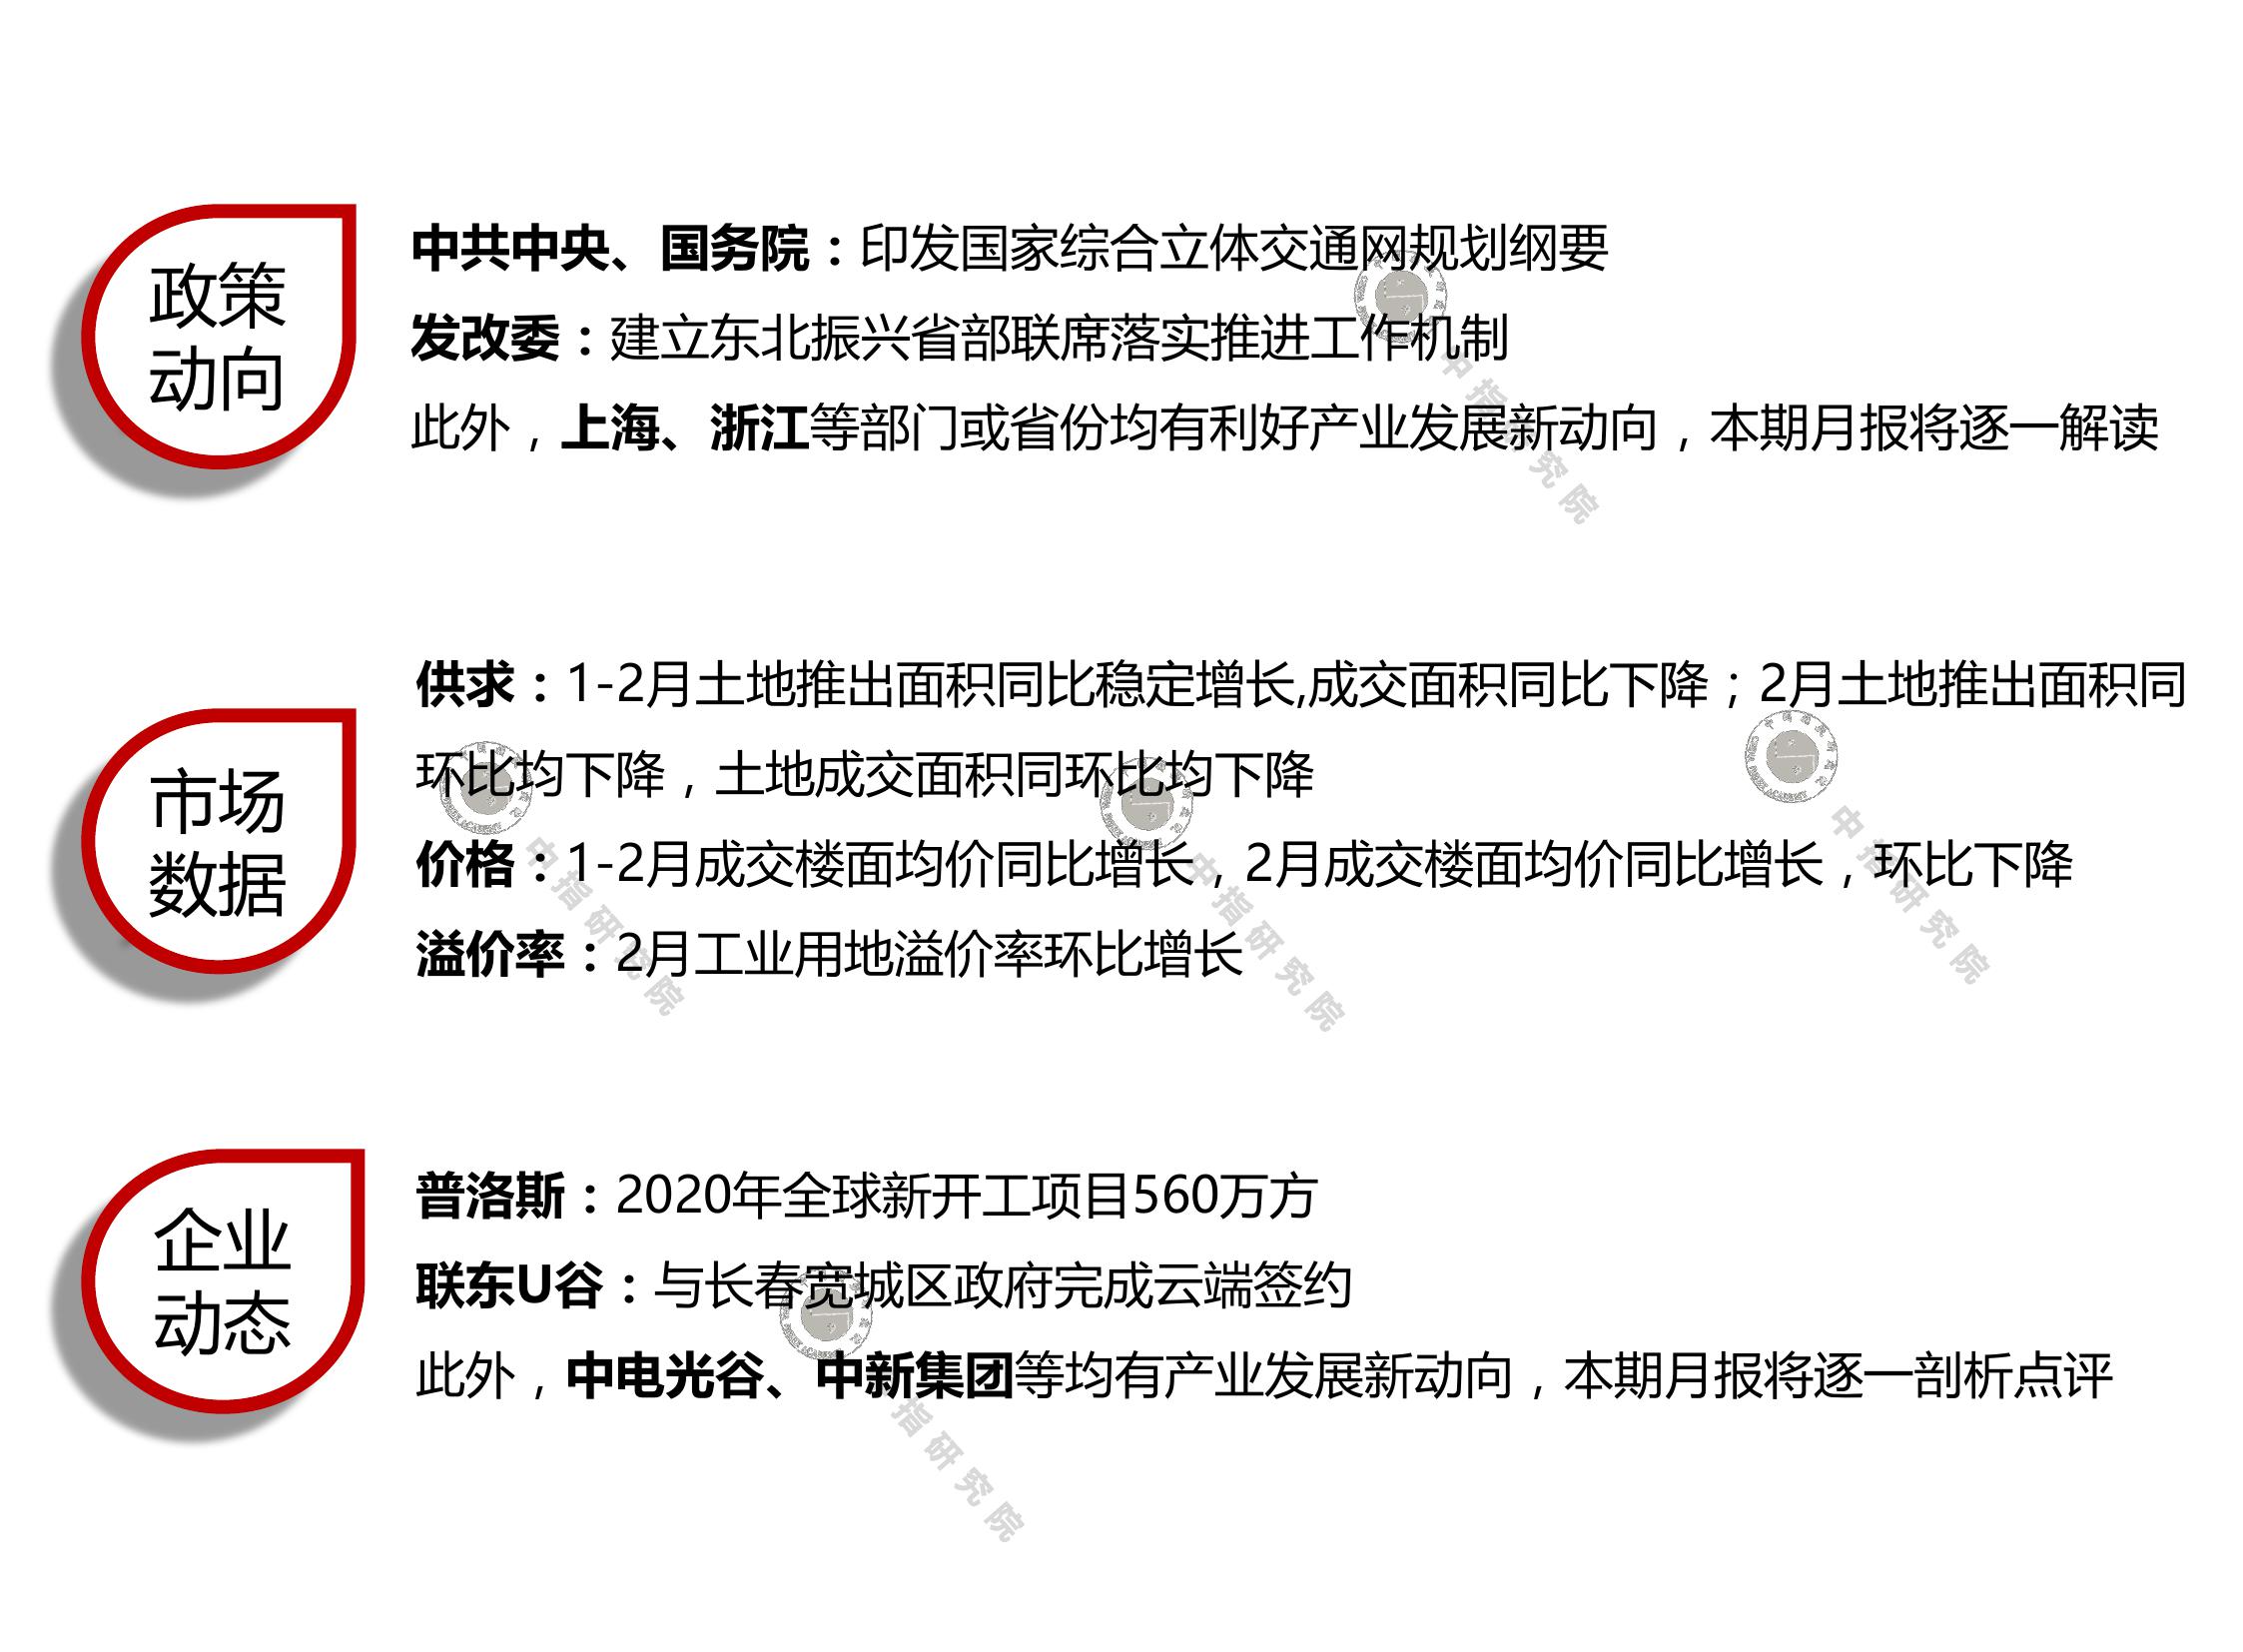 政策
动向
中共中央、国务院：印发国家综合立体交通网规划纲要
发改委：建立东北振兴省部联席落实推进工作机制
此外，上海、浙江等部门或省份均有利好产业发展新动向，本期月报将逐一解读
市场
数据
供求：1-2月土地推出面积同比稳定增长,成交面积同比下降；2月土地推出面积同
环比均下降，土地成交面积同环比均下降
价格：1-2月成交楼面均价同比增长，2月成交楼面均价同比增长，环比下降
溢价率：2月工业用地溢价率环比增长
企业
动态
普洛斯：2020年全球新开工项目560万方
联东U谷：与长春宽城区政府完成云端签约
此外，中电光谷、中新集团等均有产业发展新动向，本期月报将逐一剖析点评
中指研究院
中指研究院
中指研究院
中指研究院
指研究院